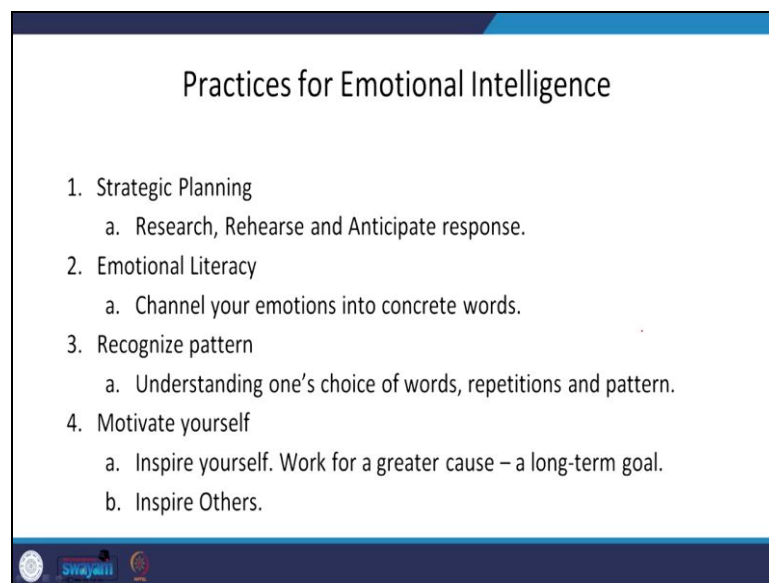 Practices for Emotional Intelligence
1. Strategic Planning
a. Research, Rehearse and Anticipate response.
2. Emotional Literacy
a. Channel your emotions into concrete words.
3. Recognize pattern
a. Understanding one’s choice of words, repetitions and pattern.
4. Motivate yourself
a. Inspire yourself. Work for a greater cause – a long-term goal.
b. Inspire Others.
swayam